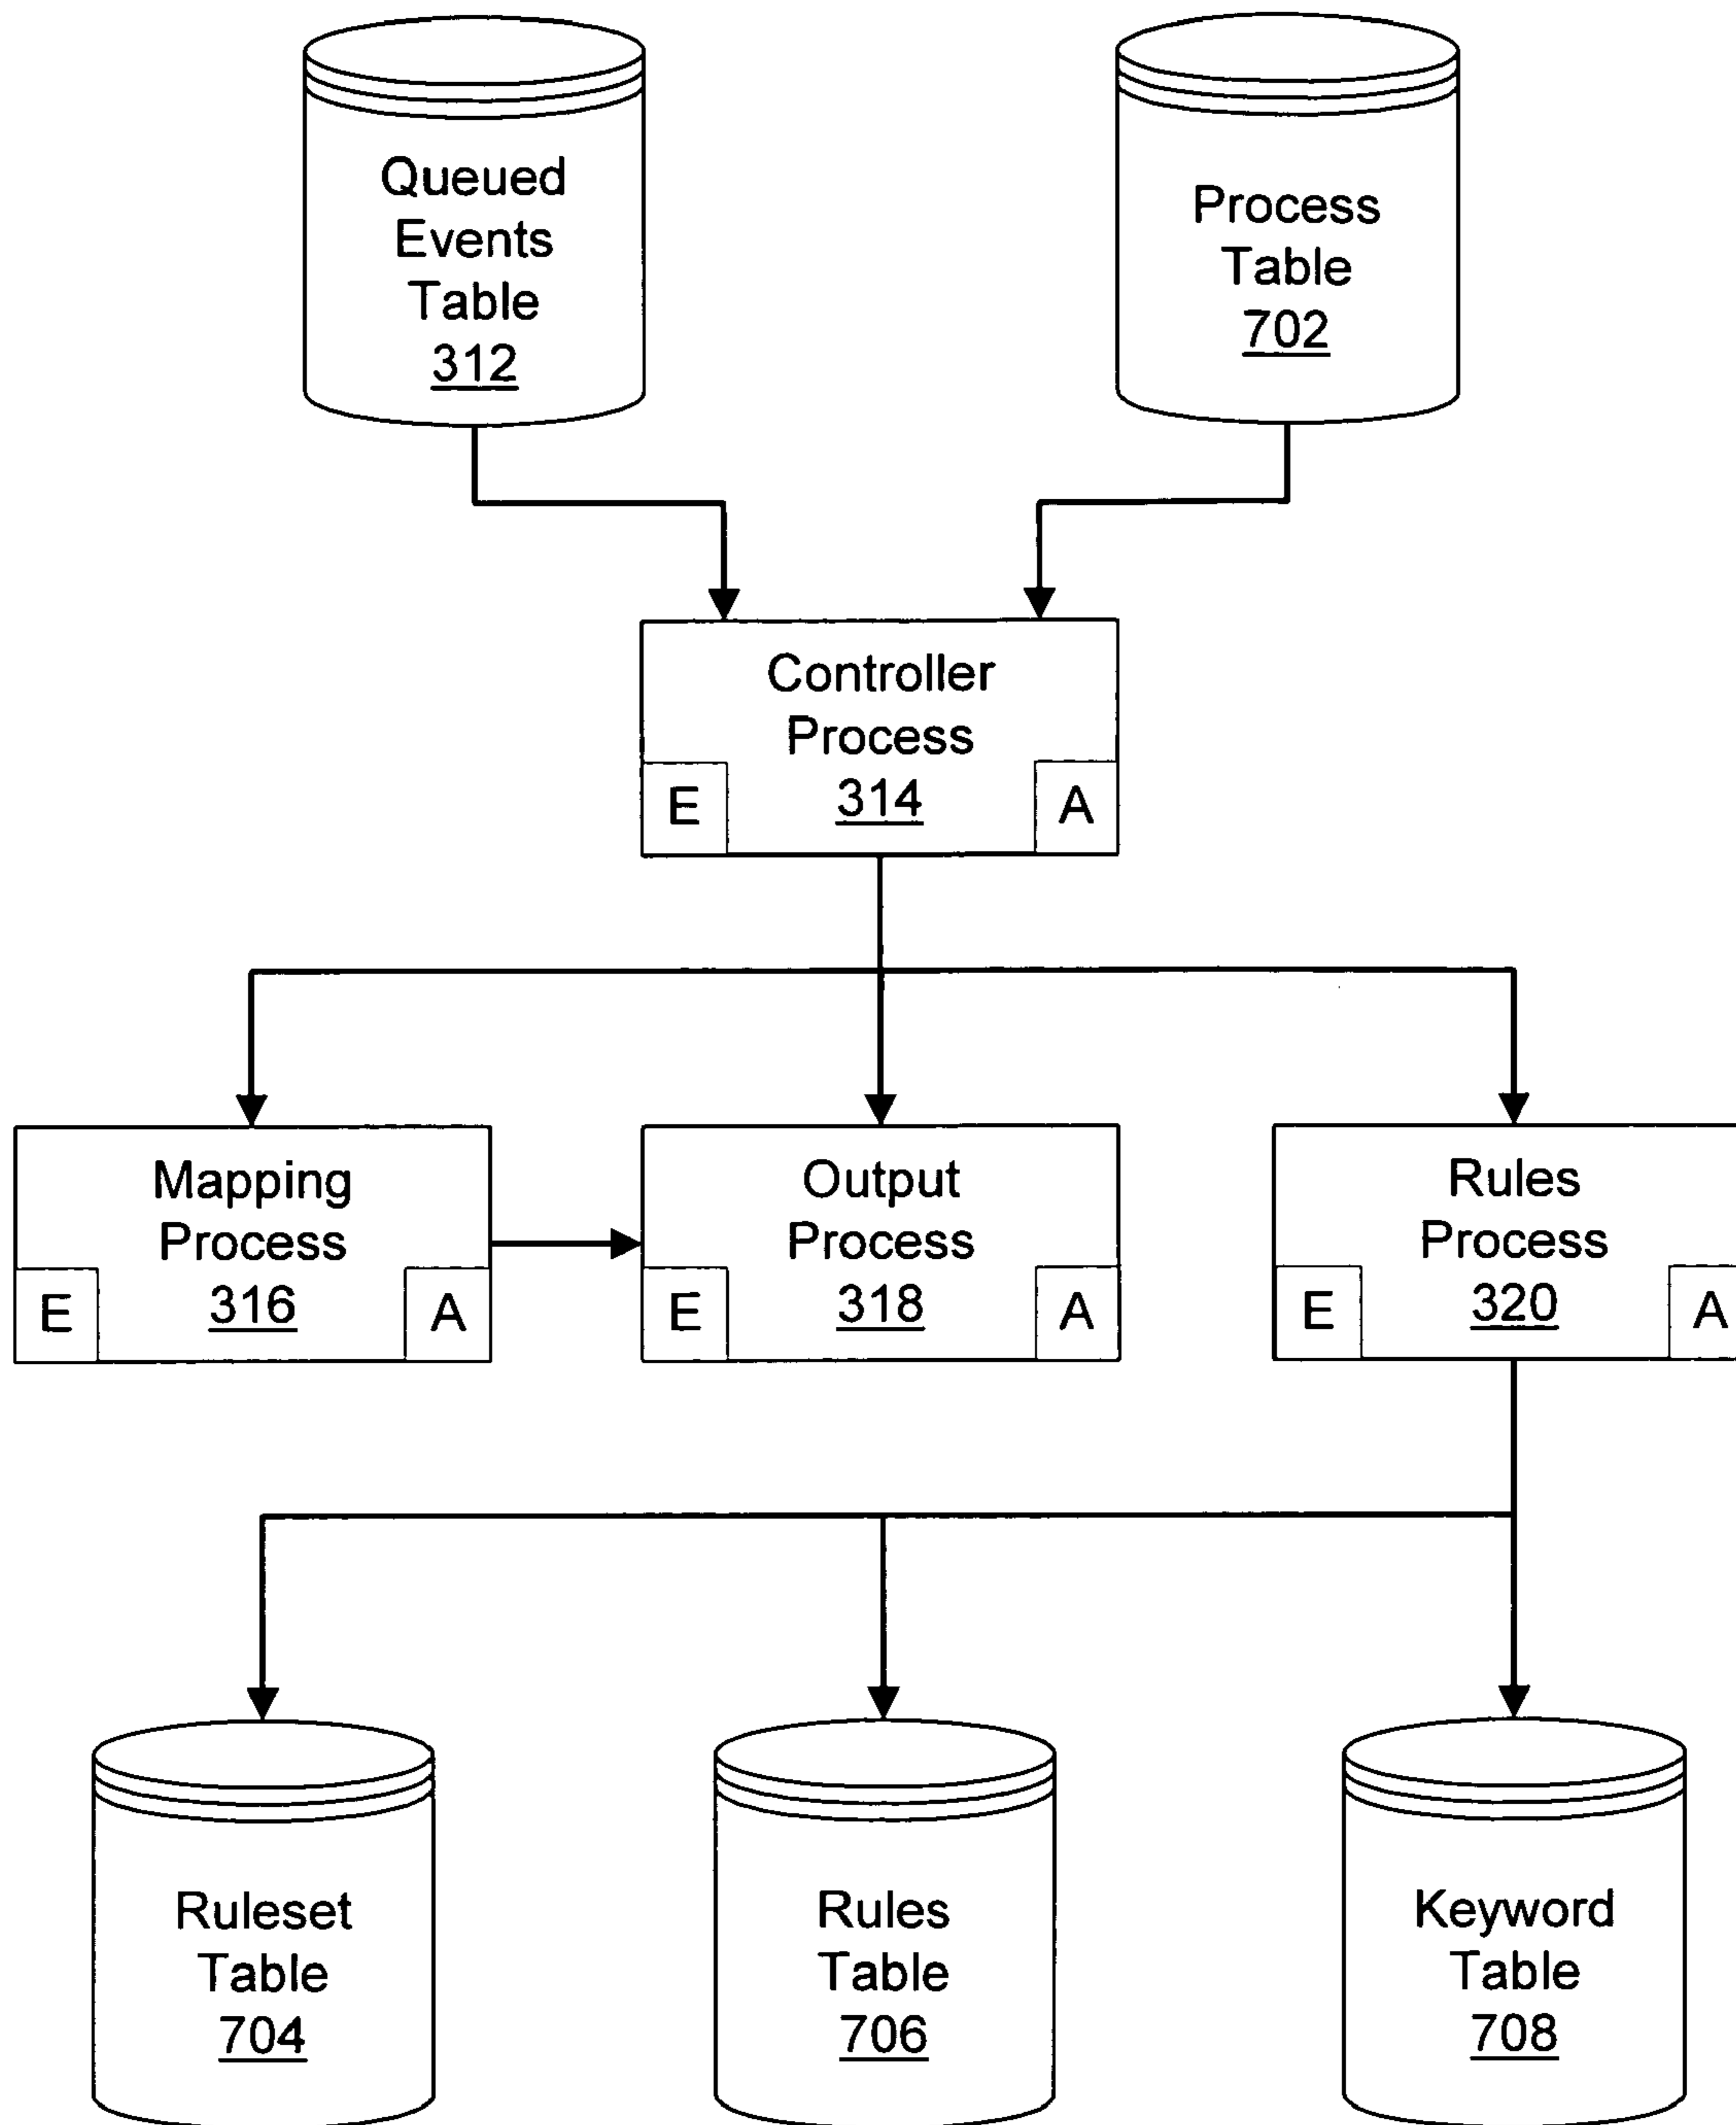 Queued
Events
Table
312
Process
Table
702
Controller
Process
314
E
A
Mapping
Process
316
E
A
Output
Process
318
E
A
Rules
Process
320
E
A
Ruleset
Table
704
Rules
Table
706
Keyword
Table
708